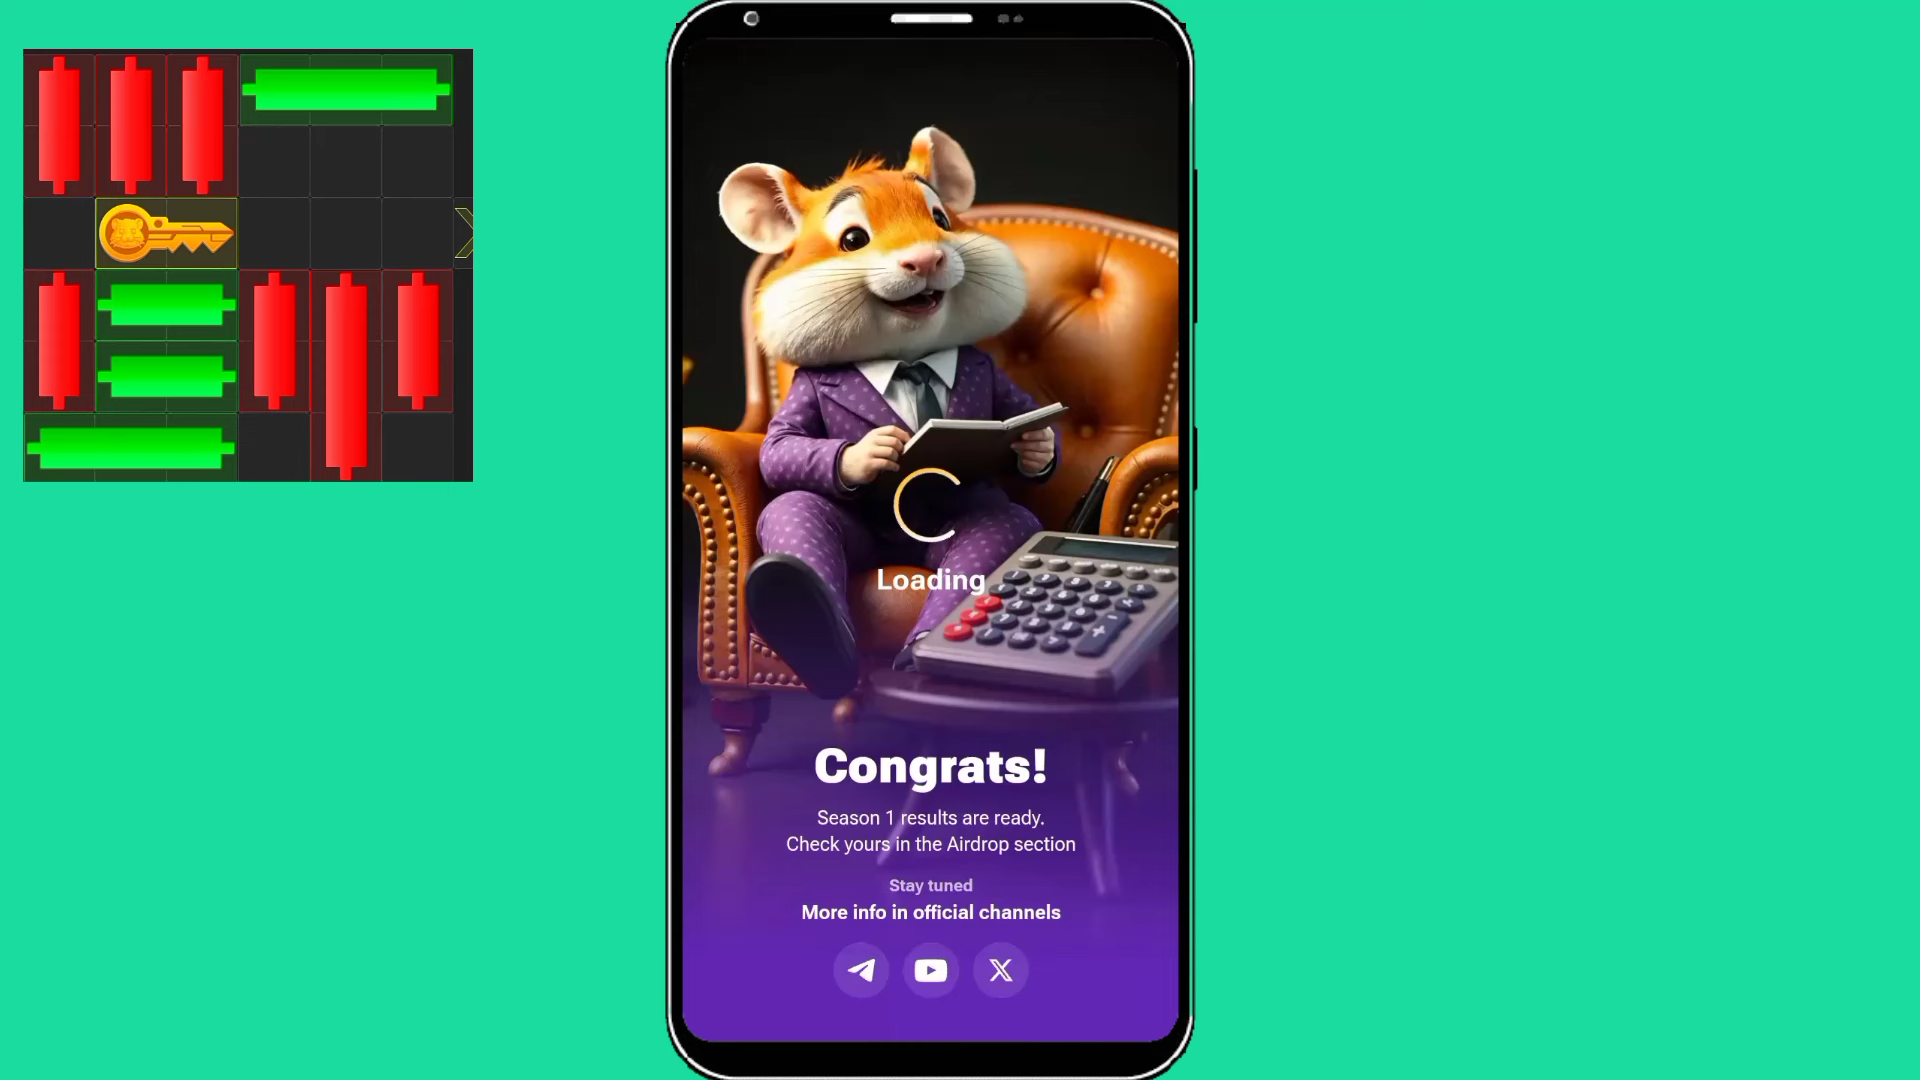 Loading
Congrats!
Season 1 results are ready.
Check yours in the Airdrop section
Stay tuned
More info in official channels